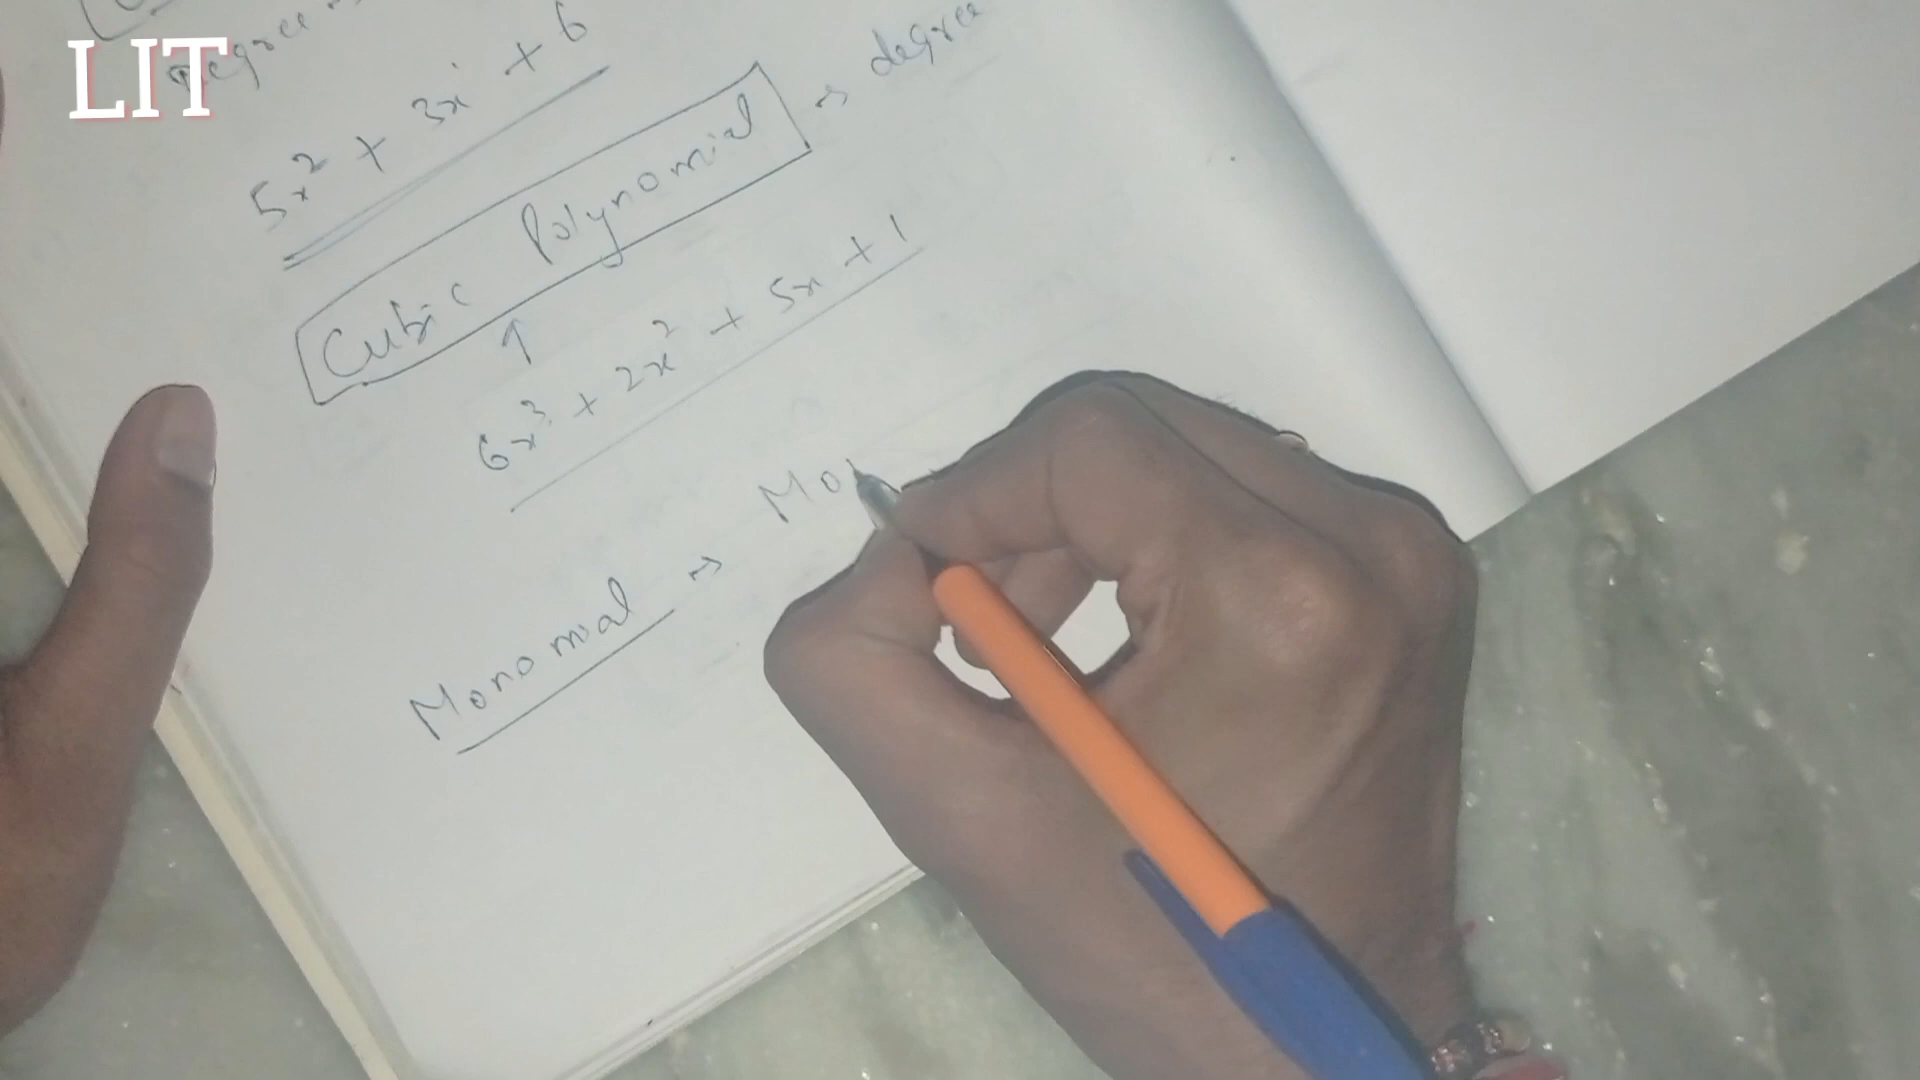 LIT
Degree
5x² + 3x + 6
Cubic Polynomial → degree
↑
6x³ + 2x² + 5x + 1
Monomial → Mo